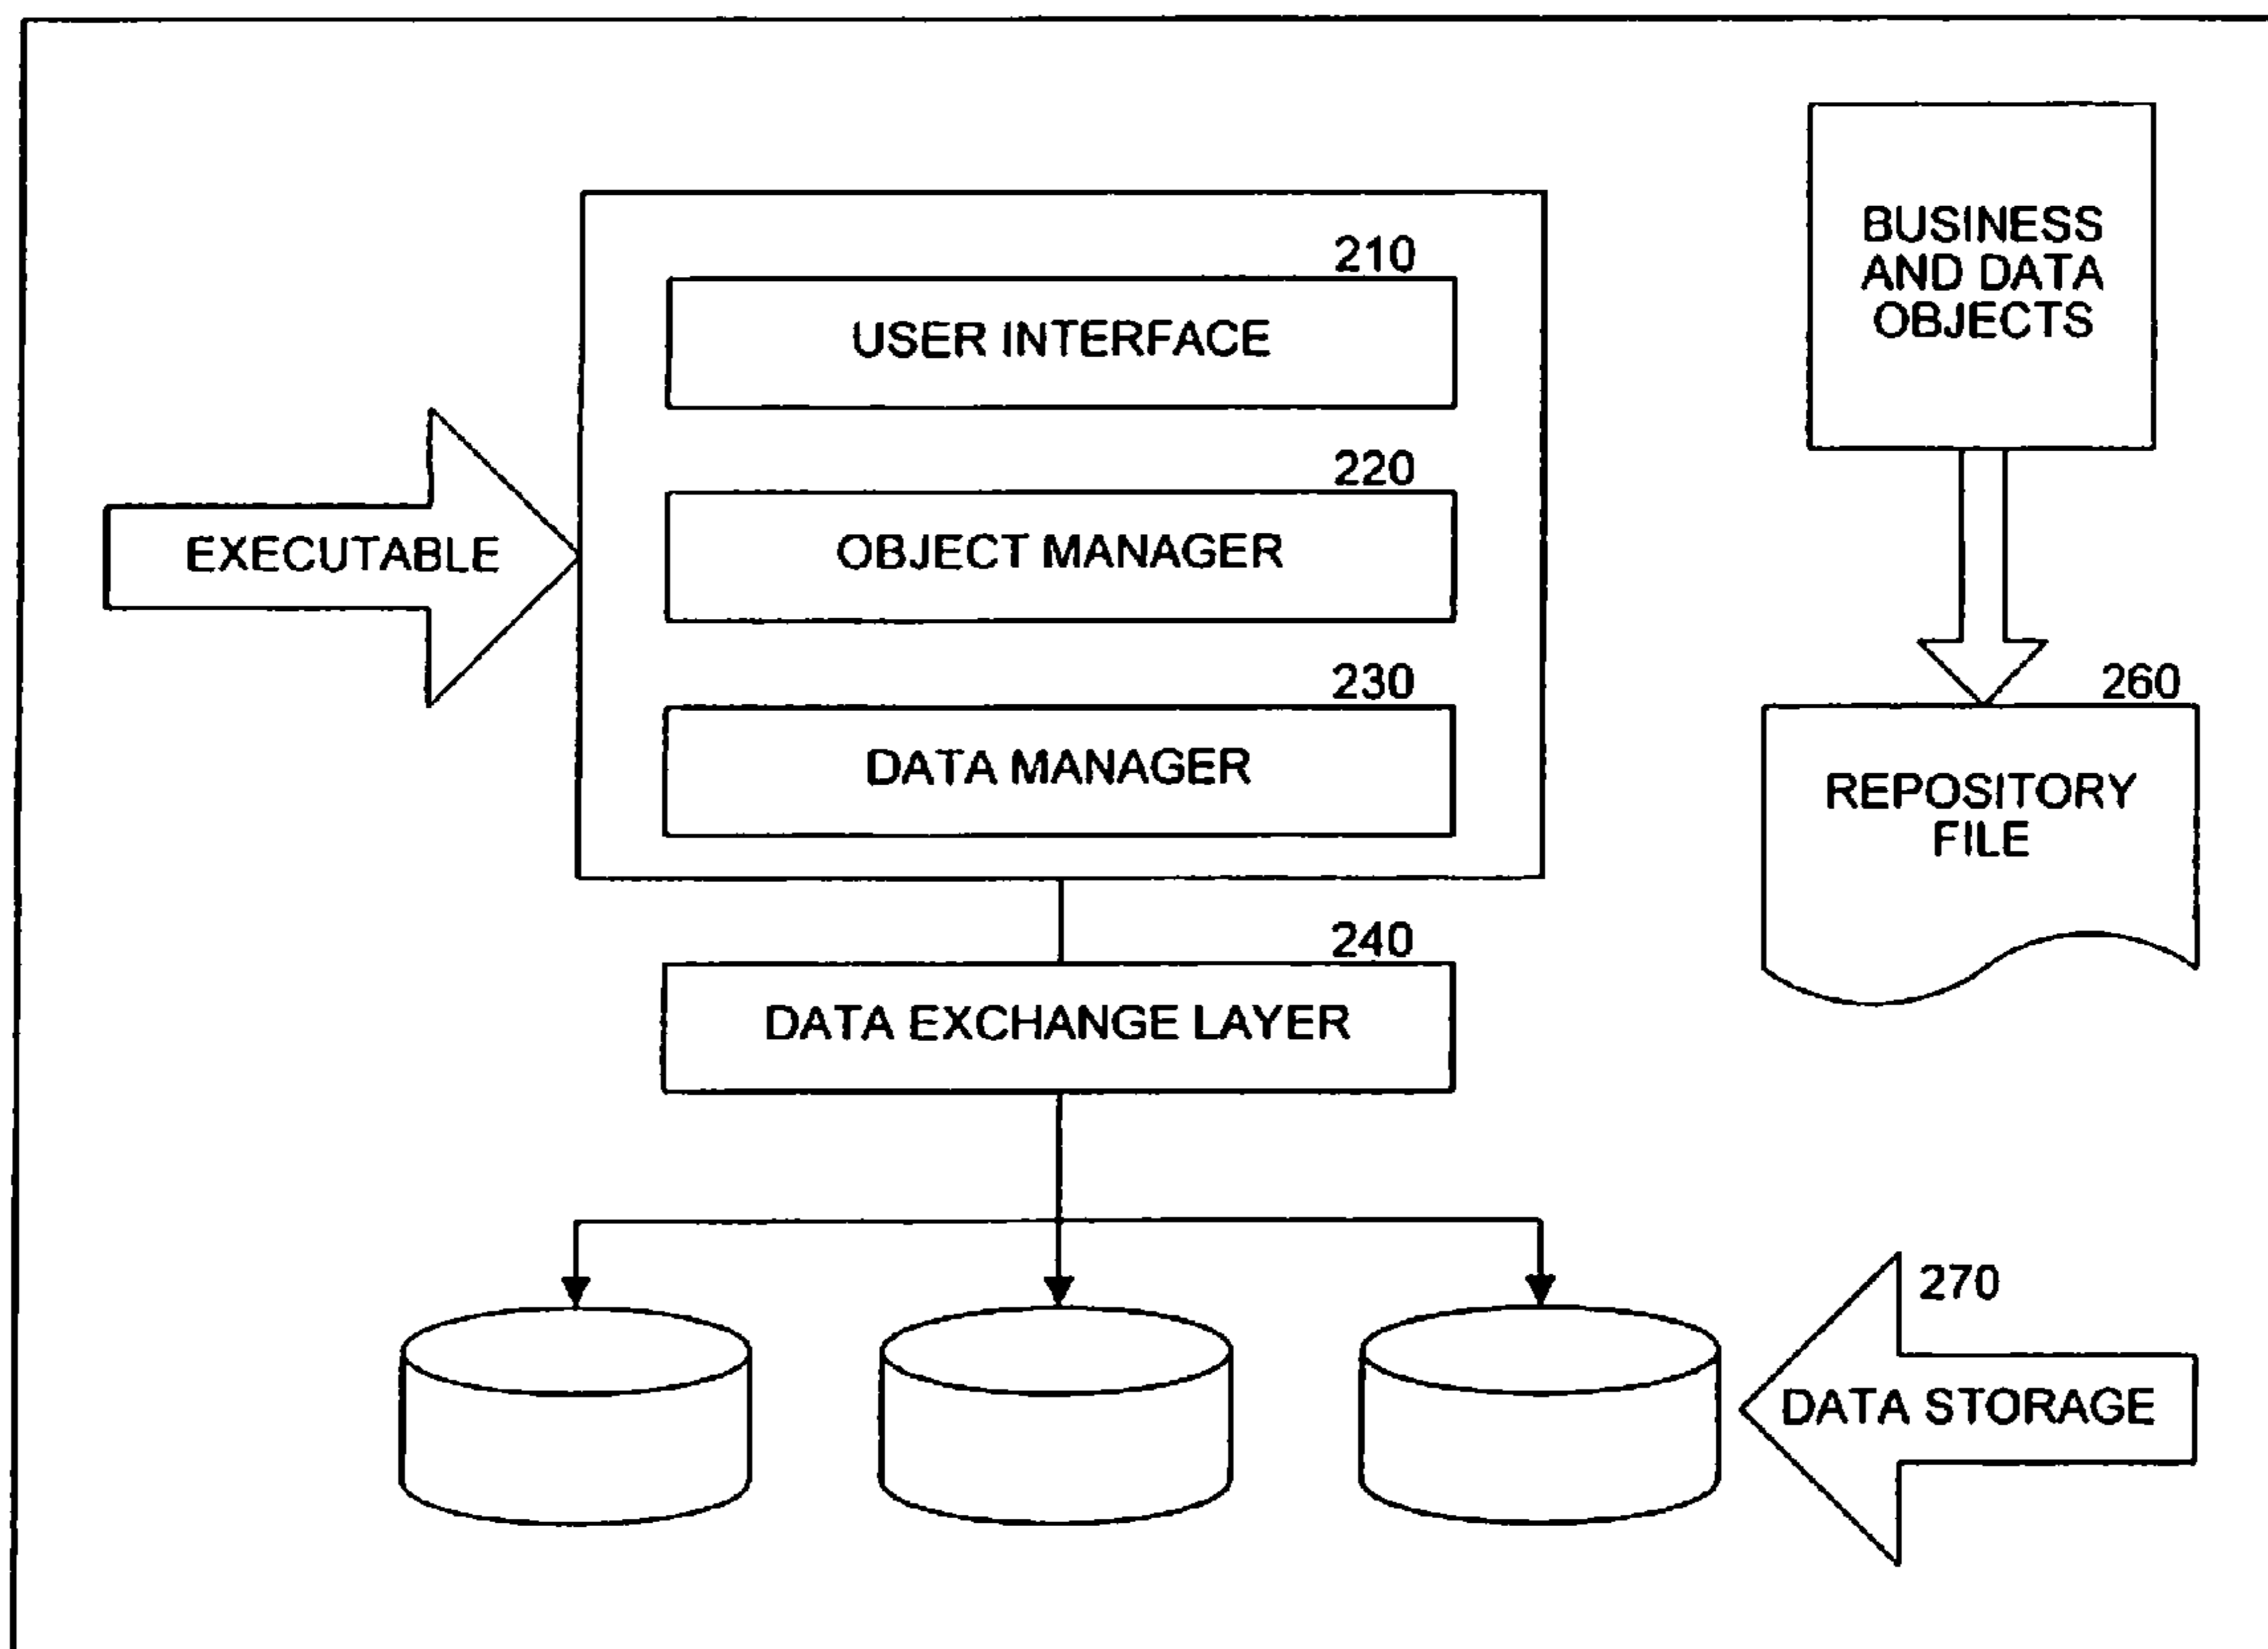 210
USER INTERFACE
220
OBJECT MANAGER
230
DATA MANAGER
EXECUTABLE
240
DATA EXCHANGE LAYER
BUSINESS
AND DATA
OBJECTS
260
REPOSITORY
FILE
270
DATA STORAGE